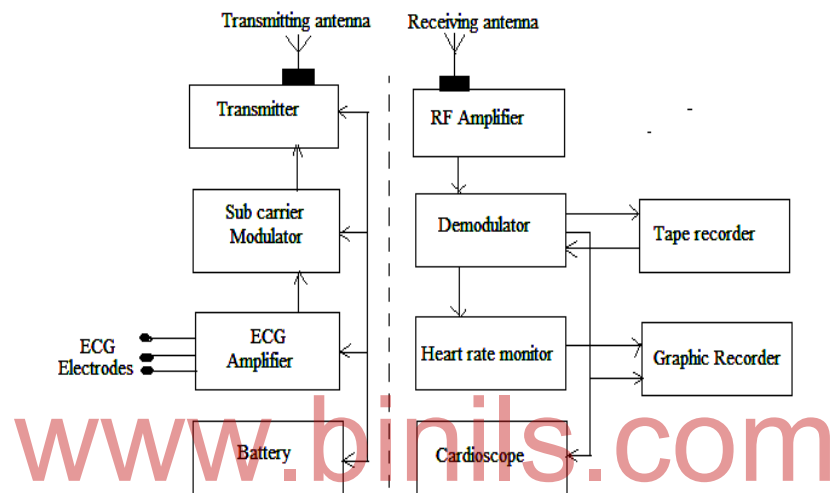 Transmitting antenna
Receiving antenna
Transmitter
RF Amplifier
Sub carrier
Modulator
Demodulator
Tape recorder
ECG
Electrodes
ECG
Amplifier
Heart rate monitor
Graphic Recorder
Battery
Cardioscope
www.binils.com